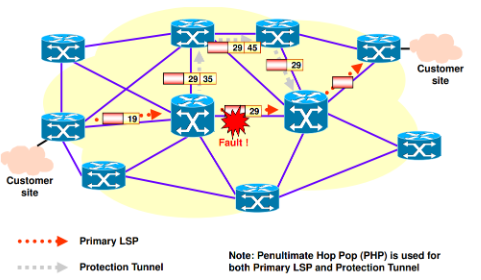 29 45
29
Customer
site
29 35
19
29
Fault !
Customer
site
Primary LSP
Protection Tunnel
Note: Penultimate Hop Pop (PHP) is used for
both Primary LSP and Protection Tunnel